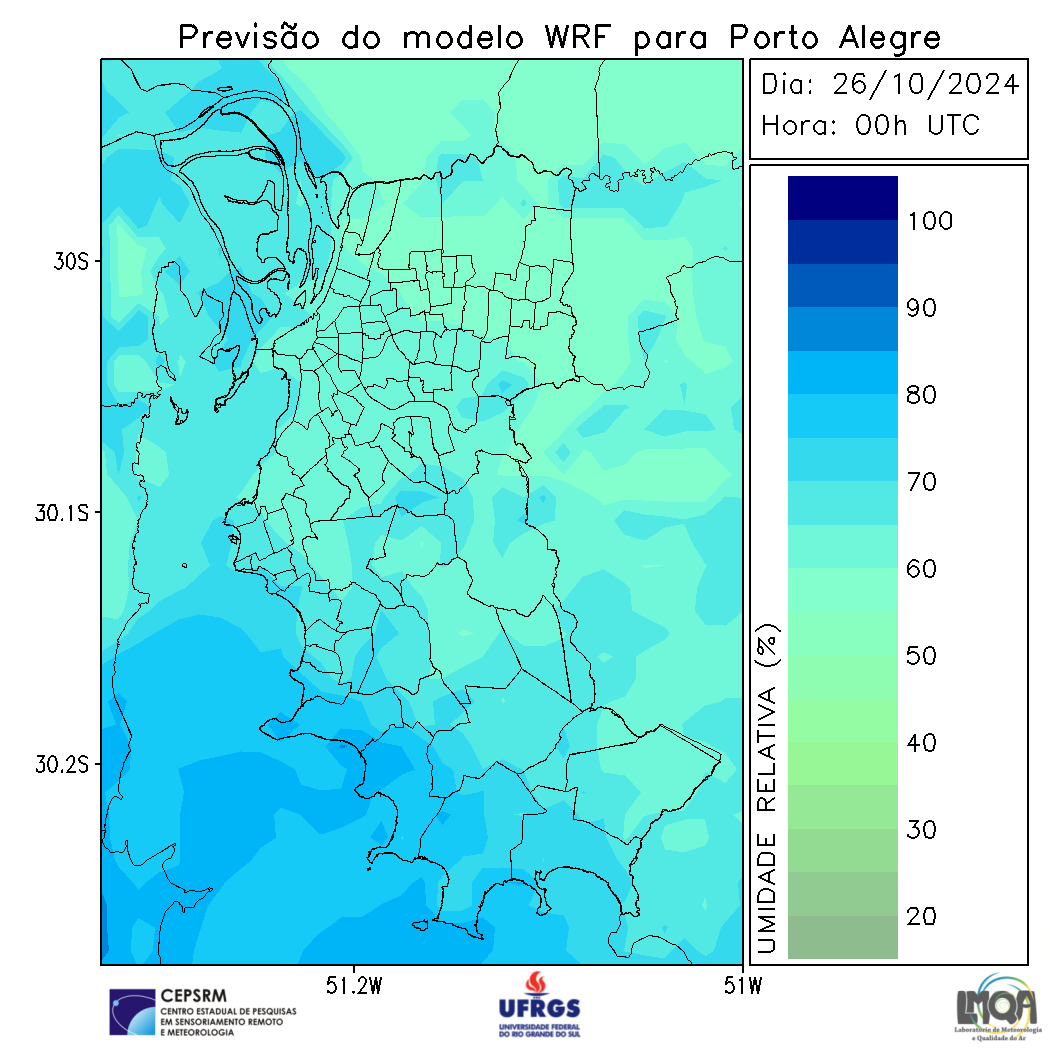 Previsão do modelo WRF para Porto Alegre
Dia: 26/10/2024
Hora: 00h UTC
100
90
80
70
60
50
40
30
20
UMIDADE RELATIVA (%)
30S
30.1S
30.2S
51.2W
51W
CEPSRM
CENTRO ESTADUAL DE PESQUISAS
EM SENSORIAMENTO REMOTO
E METEOROLOGIA
UFRGS
UNIVERSIDADE FEDERAL
DO RIO GRANDE DO SUL
LMQA
Laboratório de Meteorologia
e Qualidade do Ar